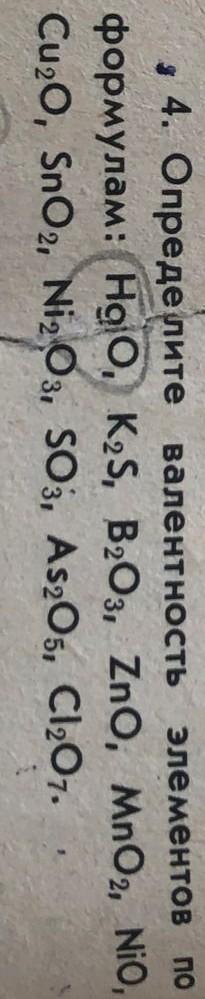 4. Определите валентность элементов по
формулам: HgO, K₂S, B₂O₃, ZnO, MnO₂, NiO,
Cu₂O, SnO₂, Ni₂O₃, SO₃, As₂O₅, Cl₂O₇.